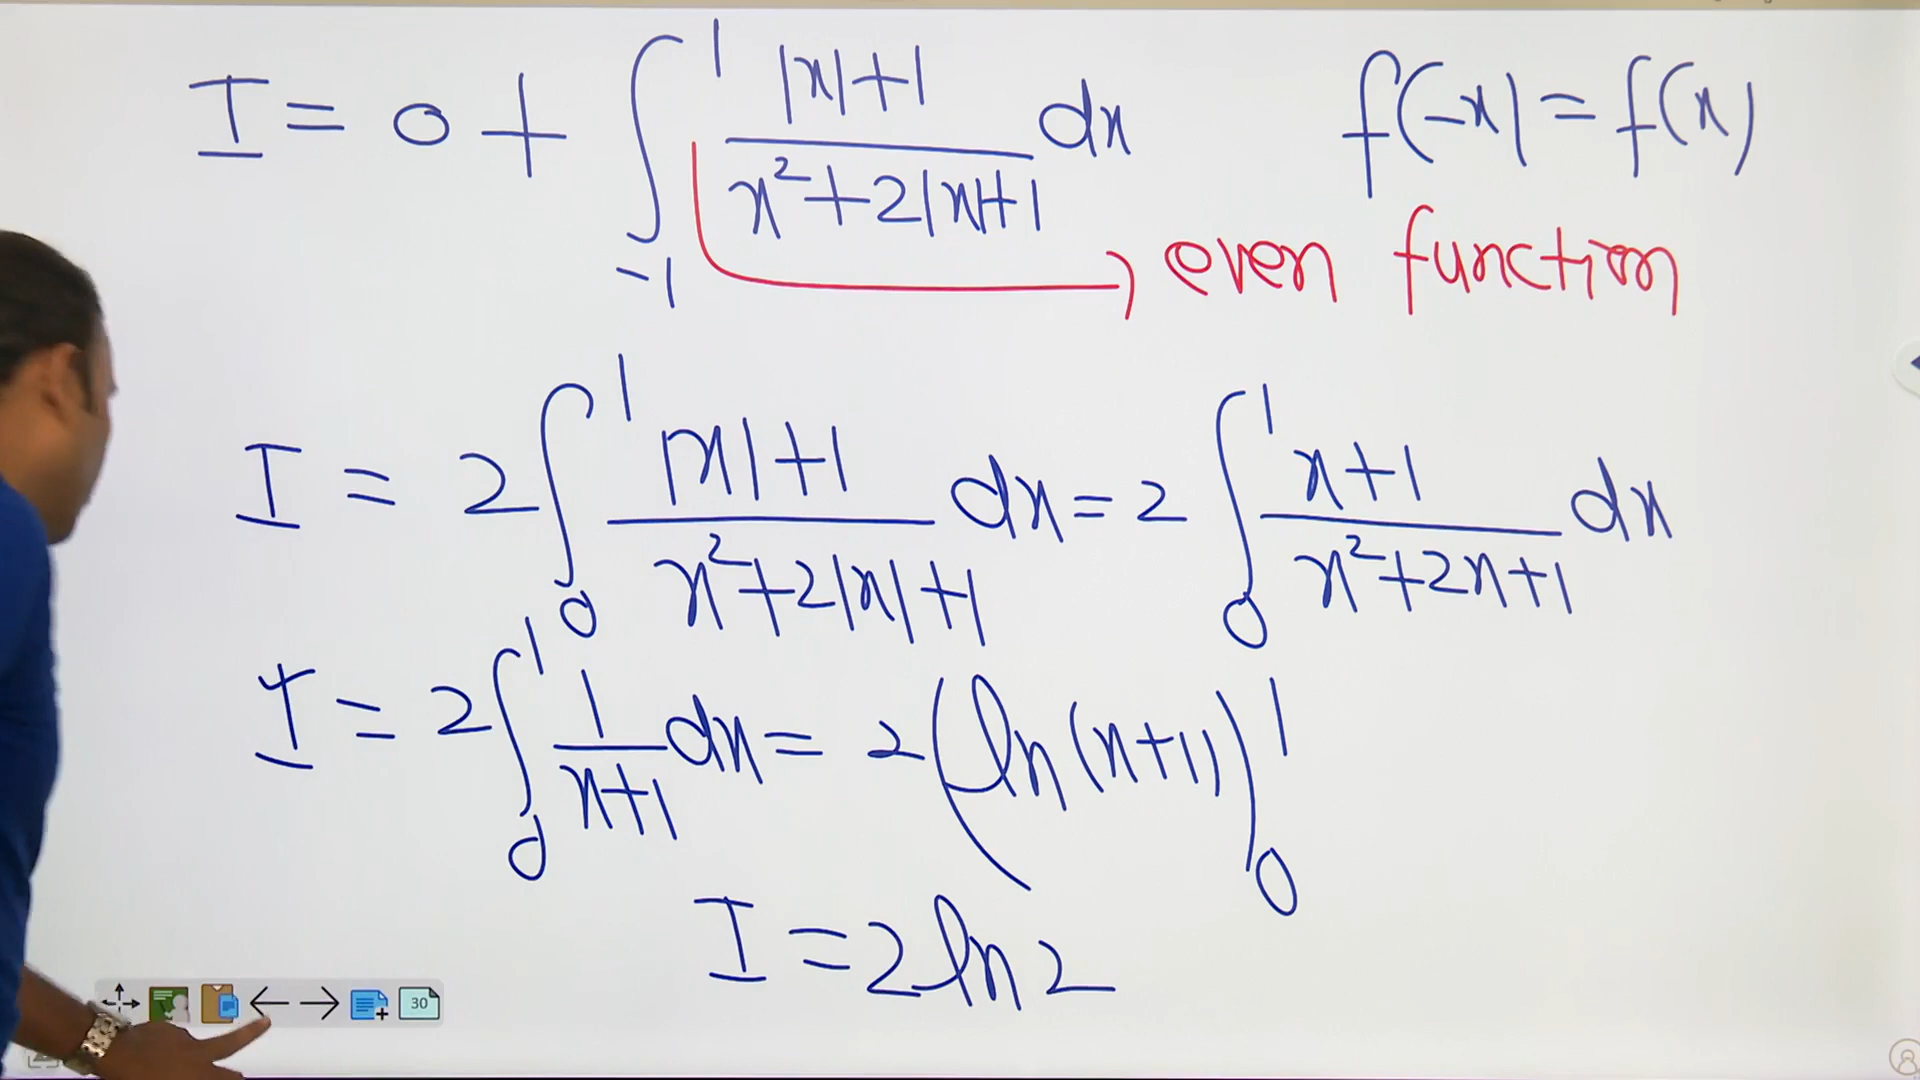 I = 0 + ∫_{-1}^{1} (|x|+1)/(x²+2|x|+1) dx    f(-x) = f(x)
even function
I = 2 ∫_0^1 (|x|+1)/(x²+2|x|+1) dx = 2 ∫_0^1 (x+1)/(x²+2x+1) dx
I = 2 ∫_0^1 1/(x+1) dx = 2 (ln(x+1))_0^1
I = 2 ln 2
30